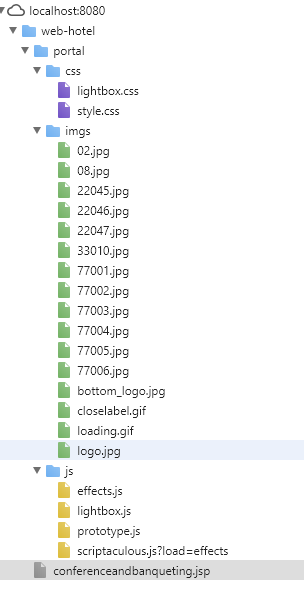 localhost:8080
web-hotel
portal
css
lightbox.css
style.css
imgs
02.jpg
08.jpg
22045.jpg
22046.jpg
22047.jpg
33010.jpg
77001.jpg
77002.jpg
77003.jpg
77004.jpg
77005.jpg
77006.jpg
bottom_logo.jpg
closelabel.gif
loading.gif
logo.jpg
js
effects.js
lightbox.js
prototype.js
scriptaculous.js?load=effects
conferenceandbanqueting.jsp